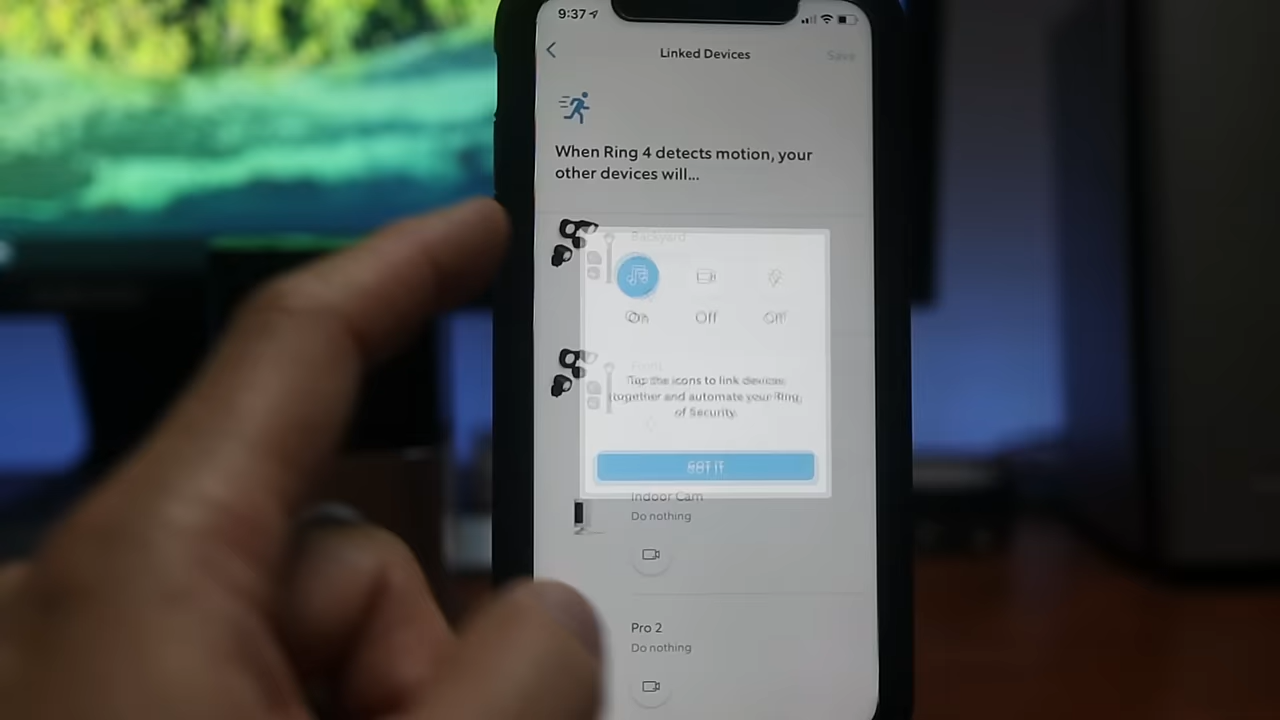 9:37
Linked Devices
Save
When Ring 4 detects motion, your
other devices will...
Backyard
On
Off
Off
Front
Tap the icons to link devices
together and automate your Ring
of Security.
GOT IT
Indoor Cam
Do nothing
Pro 2
Do nothing